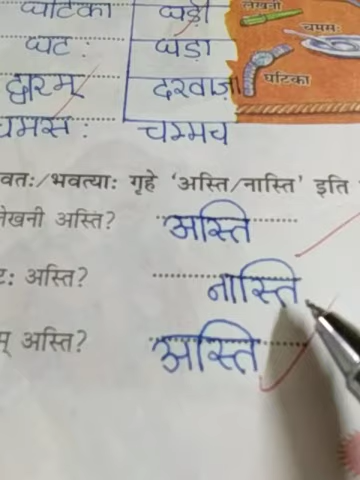 घटिका घड़ी
लेखनी
चमसः
घटिका
घटः घडा
द्वारम् दरवाज़ा
चमसः चम्मच
वतः/भवत्याः गृहे 'अस्ति/नास्ति' इति
लेखनी अस्ति? अस्ति
टः अस्ति? नास्ति
म् अस्ति? अस्ति